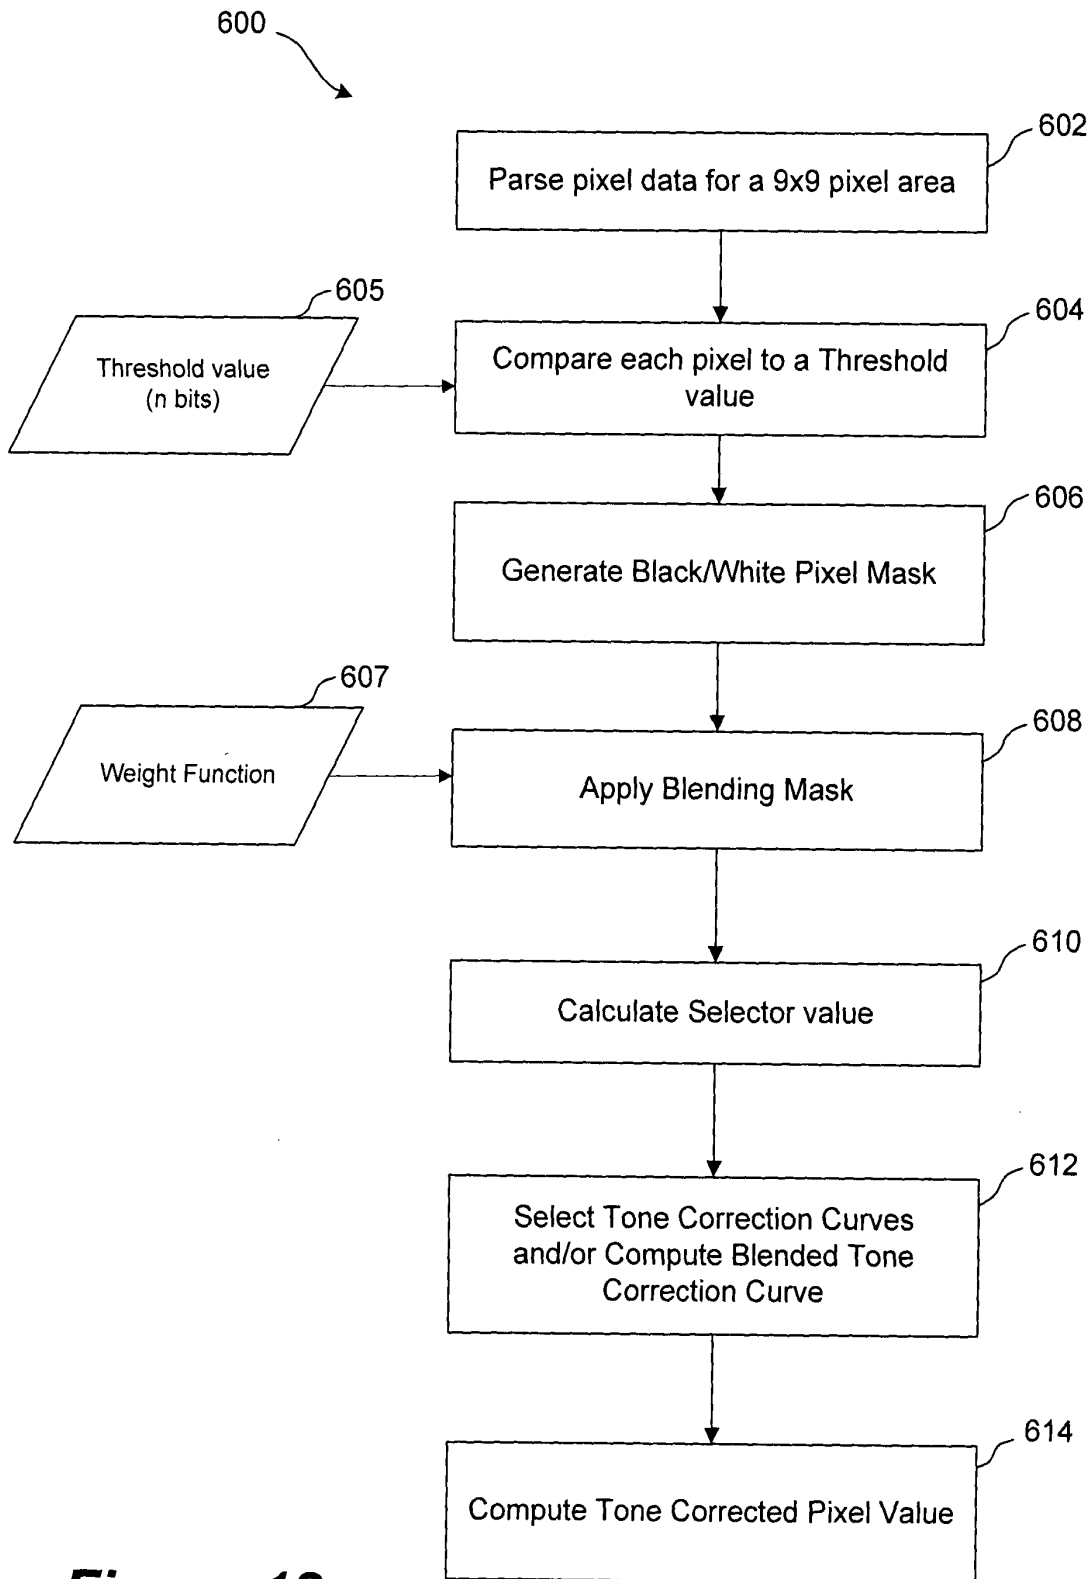 600
602
Parse pixel data for a 9x9 pixel area
605
604
Threshold value
(n bits)
Compare each pixel to a Threshold
value
606
Generate Black/White Pixel Mask
607
608
Weight Function
Apply Blending Mask
610
Calculate Selector value
612
Select Tone Correction Curves
and/or Compute Blended Tone
Correction Curve
614
Compute Tone Corrected Pixel Value